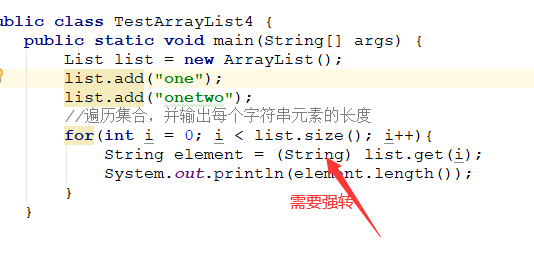 ublic class TestArrayList4 {
public static void main(String[] args) {
List list = new ArrayList();
list.add("one");
list.add("onetwo");
//遍历集合，并输出每个字符串元素的长度
for(int i = 0; i < list.size(); i++){
String element = (String) list.get(i);
System.out.println(element.length());
需要强转
}
}